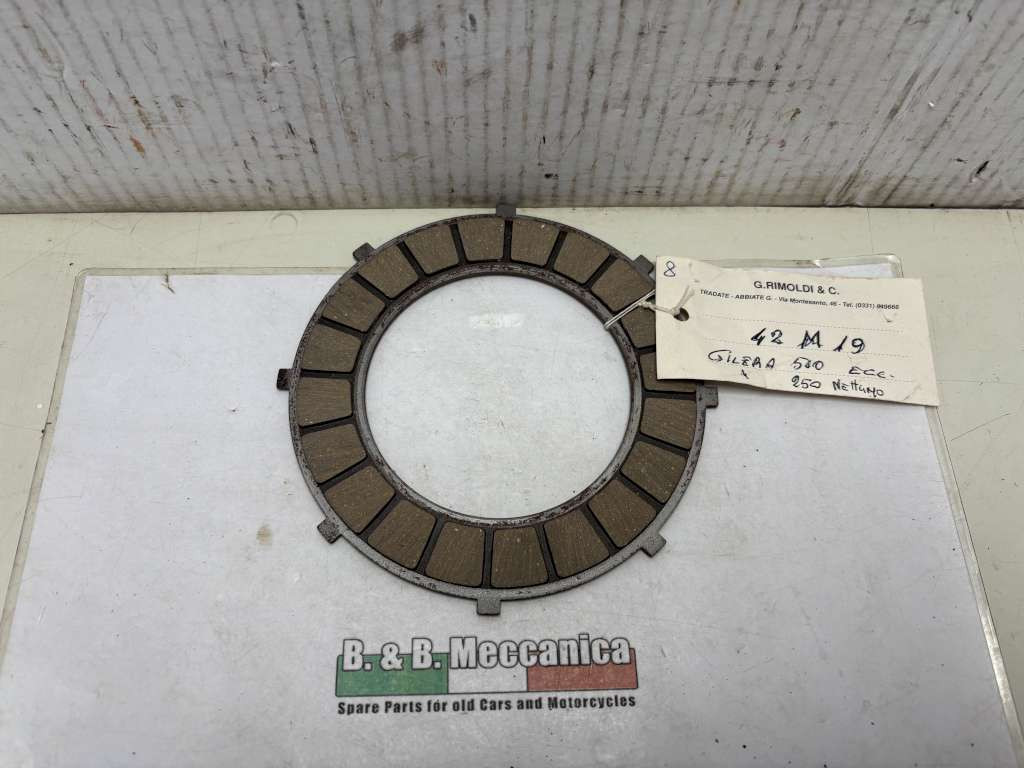 8
G.RIMOLDI & C.
TRADATE - ABBIATE G. - Via Montesanto, 46 - Tel. (0331)
42 M 19
GILERA 500 ECC.
250 NETTUNO
B. & B. Meccanica
Spare Parts for old Cars and Motorcycles